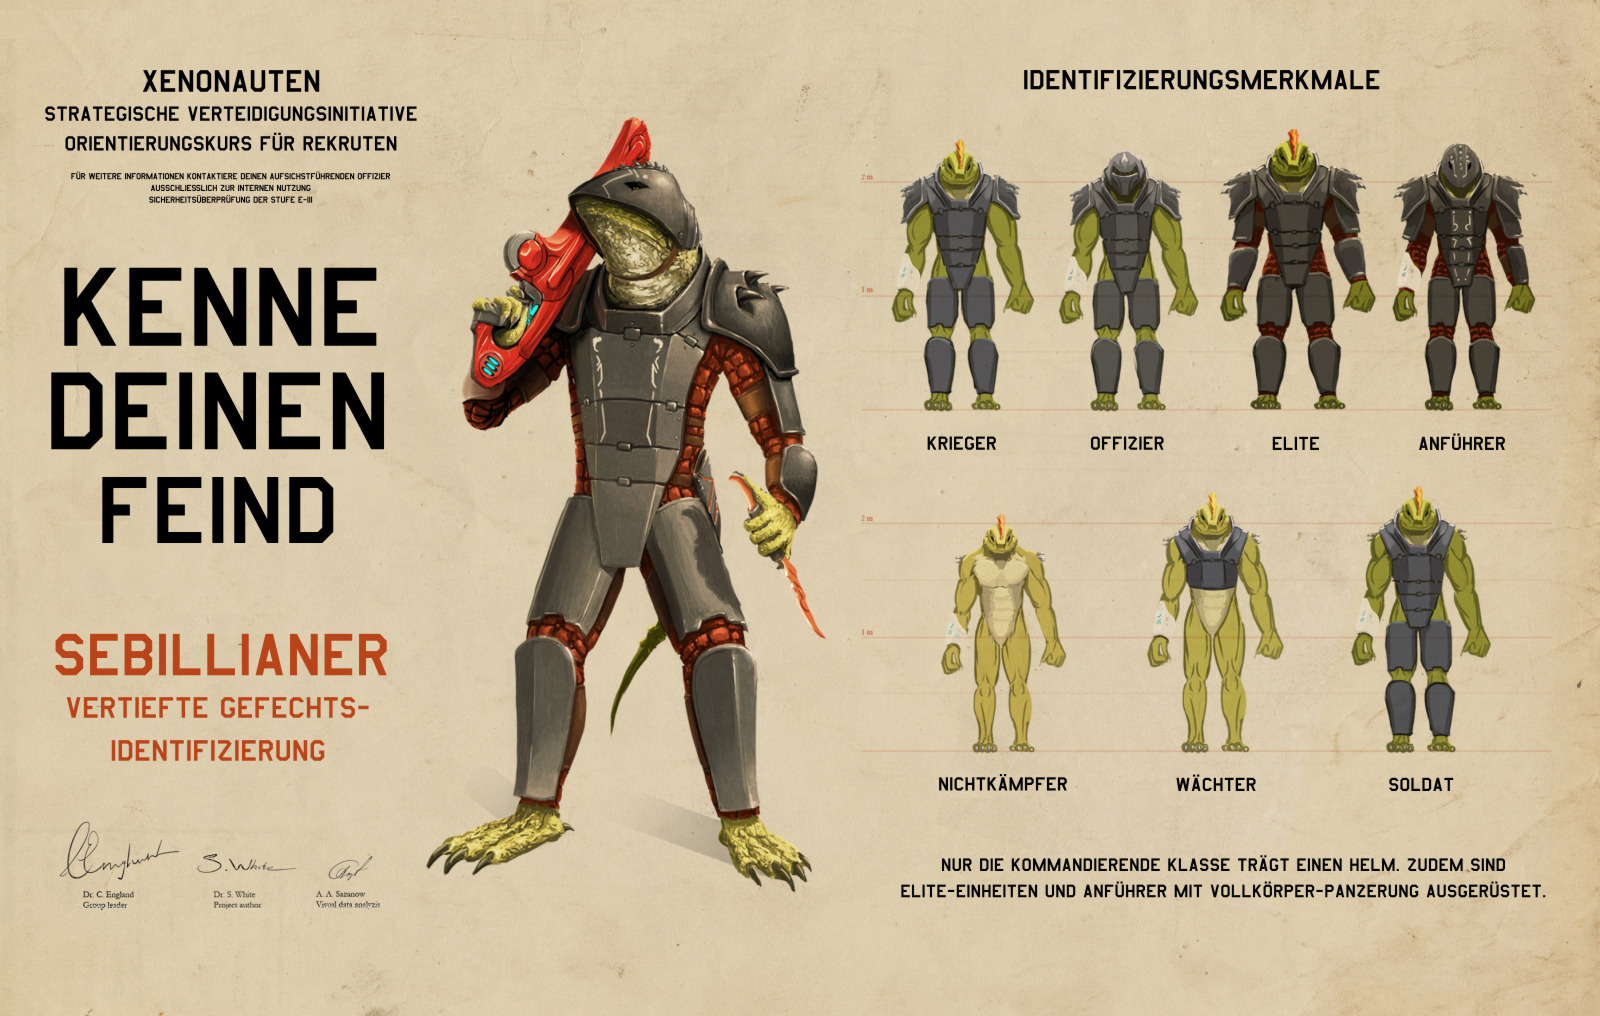 XENONAUTEN
STRATEGISCHE VERTEIDIGUNGSINITIATIVE
ORIENTIERUNGSKURS FÜR REKRUTEN
FÜR WEITERE INFORMATIONEN KONTAKTIERE DEINEN AUFSICHSTFÜHRENDEN OFFIZIER
AUSSCHLIESSLICH ZUR INTERNEN NUTZUNG
SICHERHEITSÜBERPRÜFUNG DER STUFE E-III
KENNE
DEINEN
FEIND
SEBILLIANER
VERTIEFTE GEFECHTS-
IDENTIFIZIERUNG
S. White
Dr. C. England
Group leader
Dr. S. White
Project author
A. A. Sazanow
Visual data analyzis
IDENTIFIZIERUNGSMERKMALE
2 m
1 m
KRIEGER
OFFIZIER
ELITE
ANFÜHRER
2 m
1 m
NICHTKÄMPFER
WÄCHTER
SOLDAT
NUR DIE KOMMANDIERENDE KLASSE TRÄGT EINEN HELM. ZUDEM SIND
ELITE-EINHEITEN UND ANFÜHRER MIT VOLLKÖRPER-PANZERUNG AUSGERÜSTET.